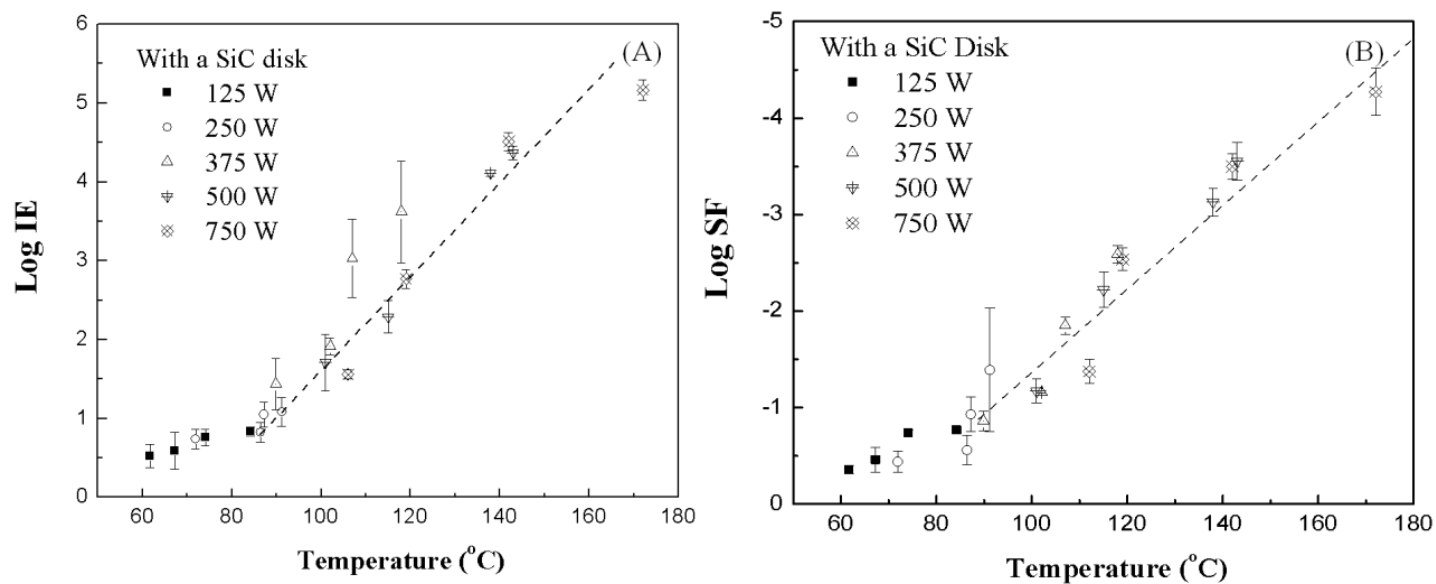 6
5
4
3
2
1
0
Log IE
With a SiC disk
125 W
250 W
375 W
500 W
750 W
(A)
60 80 100 120 140 160 180
Temperature (°C)
-5
-4
-3
-2
-1
0
Log SF
With a SiC Disk
125 W
250 W
375 W
500 W
750 W
(B)
60 80 100 120 140 160 180
Temperature (°C)